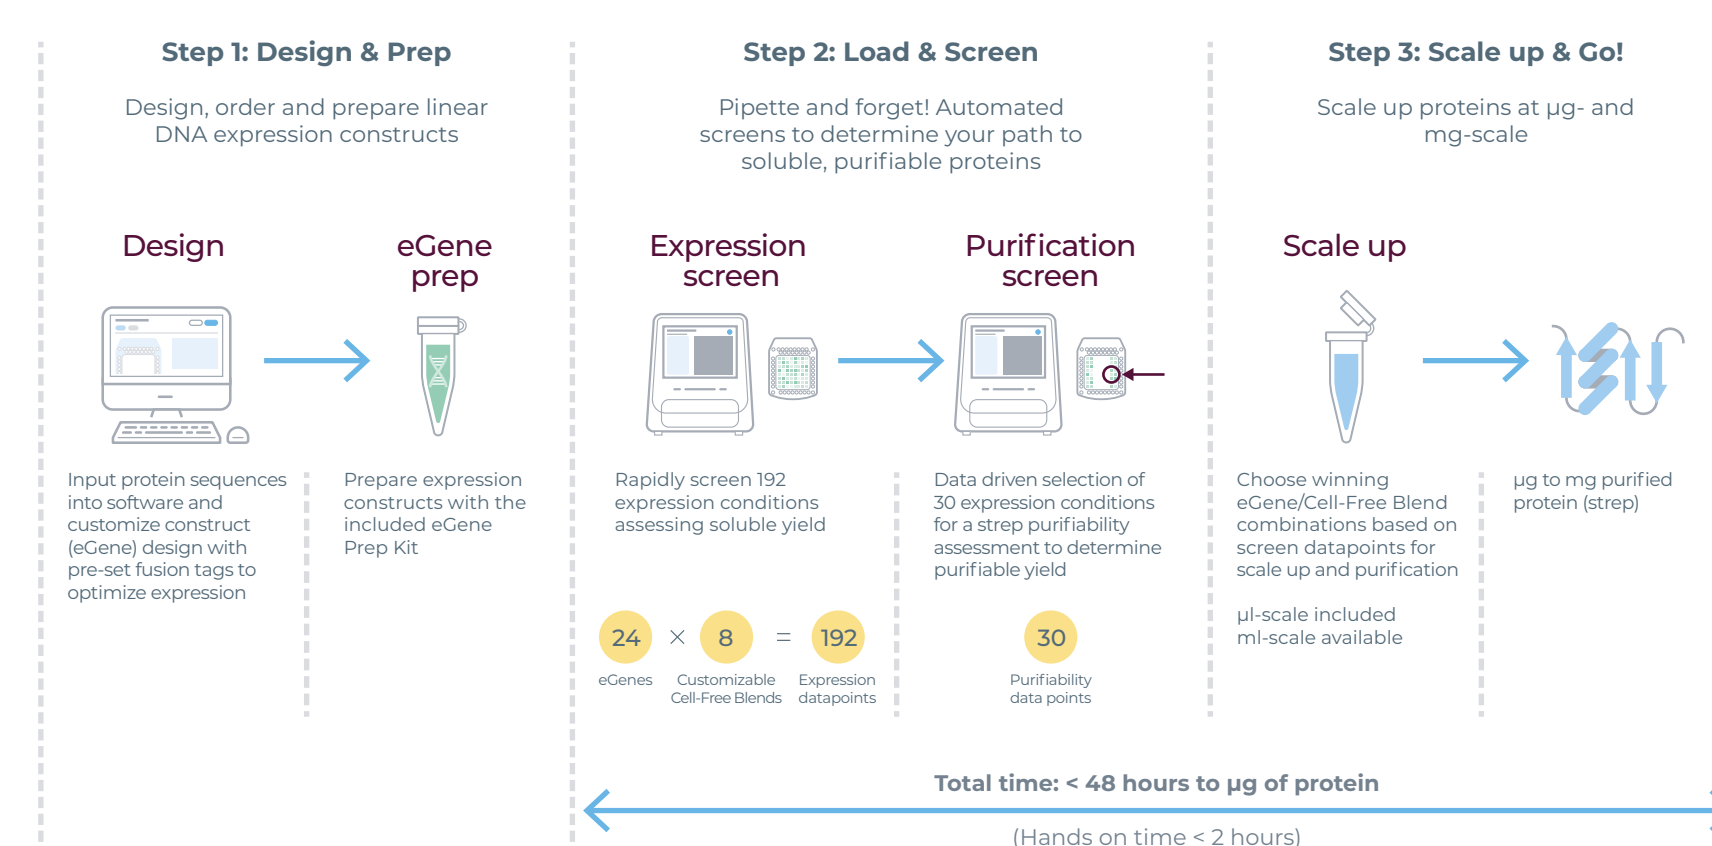 Step 1: Design & Prep
Design, order and prepare linear
DNA expression constructs
Design
eGene
prep
Input protein sequences
into software and
customize construct
(eGene) design with
pre-set fusion tags to
optimize expression
Prepare expression
constructs with the
included eGene
Prep Kit
Step 2: Load & Screen
Pipette and forget! Automated
screens to determine your path to
soluble, purifiable proteins
Expression
screen
Purification
screen
Rapidly screen 192
expression conditions
assessing soluble yield
24 × 8 = 192
eGenes
Customizable
Cell-Free Blends
Expression
datapoints
Data driven selection of
30 expression conditions
for a strep purifiability
assessment to determine
purifiable yield
30
Purifiability
data points
Step 3: Scale up & Go!
Scale up proteins at µg- and
mg-scale
Scale up
Choose winning
eGene/Cell-Free Blend
combinations based on
screen datapoints for
scale up and purification
µl-scale included
ml-scale available
µg to mg purified
protein (strep)
Total time: < 48 hours to µg of protein
(Hands on time < 2 hours)